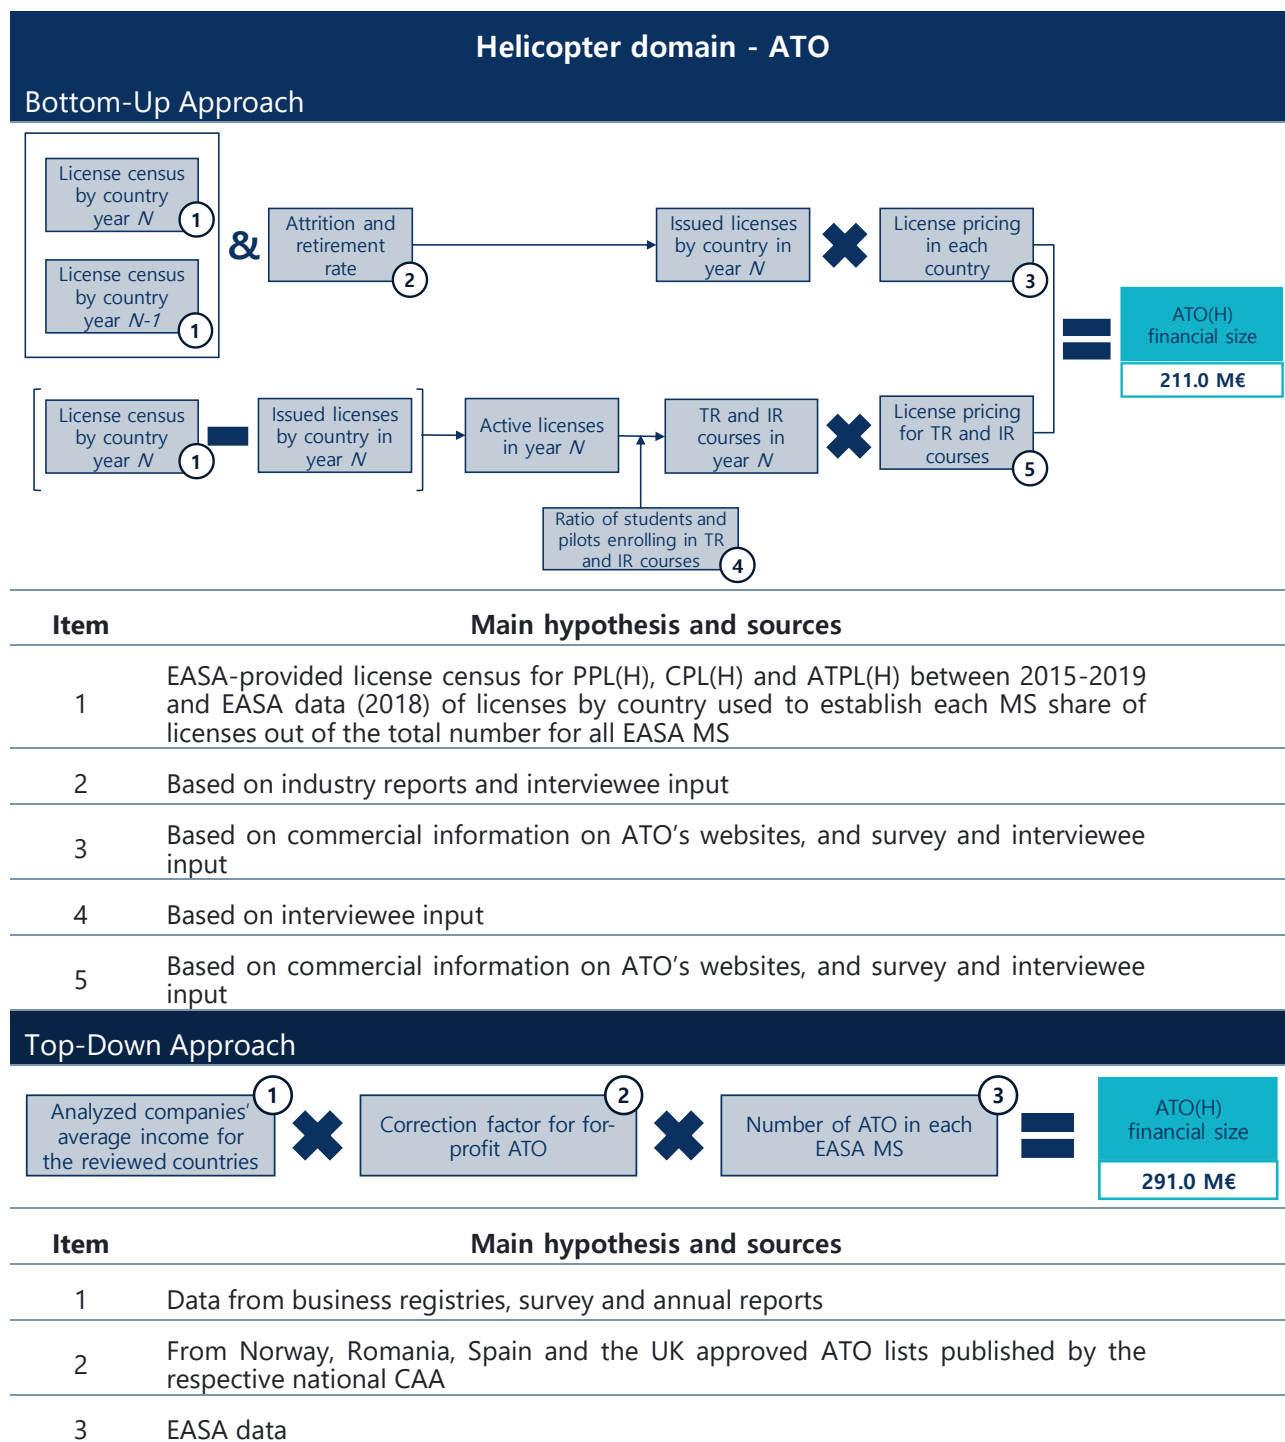 Helicopter domain - ATO
Bottom-Up Approach
License census
by country
year N
1
License census
by country
year N-1
1
&
Attrition and
retirement
rate
2
Issued licenses
by country in
year N
License pricing
in each
country
3
ATO(H)
financial size
211.0 M€
License census
by country
year N
1
Issued licenses
by country in
year N
Active licenses
in year N
TR and IR
courses in
year N
License pricing
for TR and IR
courses
5
Ratio of students and
pilots enrolling in TR
and IR courses
4
Item Main hypothesis and sources
1
EASA-provided license census for PPL(H), CPL(H) and ATPL(H) between 2015-2019
and EASA data (2018) of licenses by country used to establish each MS share of
licenses out of the total number for all EASA MS
2 Based on industry reports and interviewee input
3
Based on commercial information on ATO's websites, and survey and interviewee
input
4 Based on interviewee input
5
Based on commercial information on ATO's websites, and survey and interviewee
input
Top-Down Approach
Analyzed companies'
average income for
the reviewed countries
1
Correction factor for for-
profit ATO
2
Number of ATO in each
EASA MS
3
ATO(H)
financial size
291.0 M€
Item Main hypothesis and sources
1 Data from business registries, survey and annual reports
2
From Norway, Romania, Spain and the UK approved ATO lists published by the
respective national CAA
3 EASA data